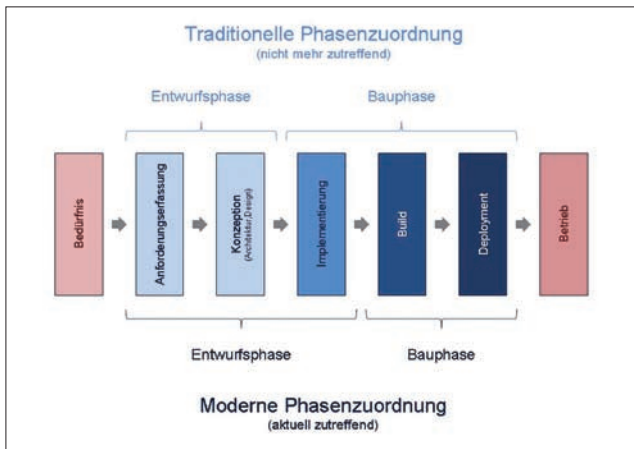 Traditionelle Phasenzuordnung
(nicht mehr zutreffend)
Entwurfsphase
Bauphase
Bedürfnis
Anforderungserfassung
Konzeption
(Architektur,Design)
Implementierung
Build
Deployment
Betrieb
Entwurfsphase
Bauphase
Moderne Phasenzuordnung
(aktuell zutreffend)